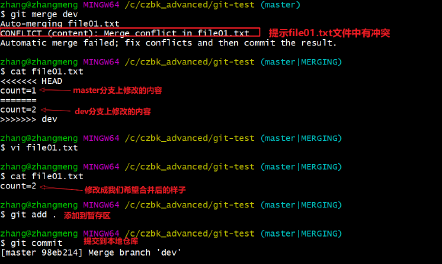 zhang@zhangmeng MINGW64 /c/czbk_advanced/git-test (master)
$ git merge dev
Auto-merging file01.txt
CONFLICT (content): Merge conflict in file01.txt 提示file01.txt文件中有冲突
Automatic merge failed; fix conflicts and then commit the result.
zhang@zhangmeng MINGW64 /c/czbk_advanced/git-test (master|MERGING)
$ cat file01.txt
<<<<<<< HEAD
count=1 master分支上修改的内容
=======
count=2 dev分支上修改的内容
>>>>>>> dev
zhang@zhangmeng MINGW64 /c/czbk_advanced/git-test (master|MERGING)
$ vi file01.txt
zhang@zhangmeng MINGW64 /c/czbk_advanced/git-test (master|MERGING)
$ cat file01.txt
count=2 修改成我们希望合并后的样子
zhang@zhangmeng MINGW64 /c/czbk_advanced/git-test (master|MERGING)
$ git add . 添加到暂存区
zhang@zhangmeng MINGW64 /c/czbk_advanced/git-test (master|MERGING)
$ git commit 提交到本地仓库
[master 98eb214] Merge branch 'dev'